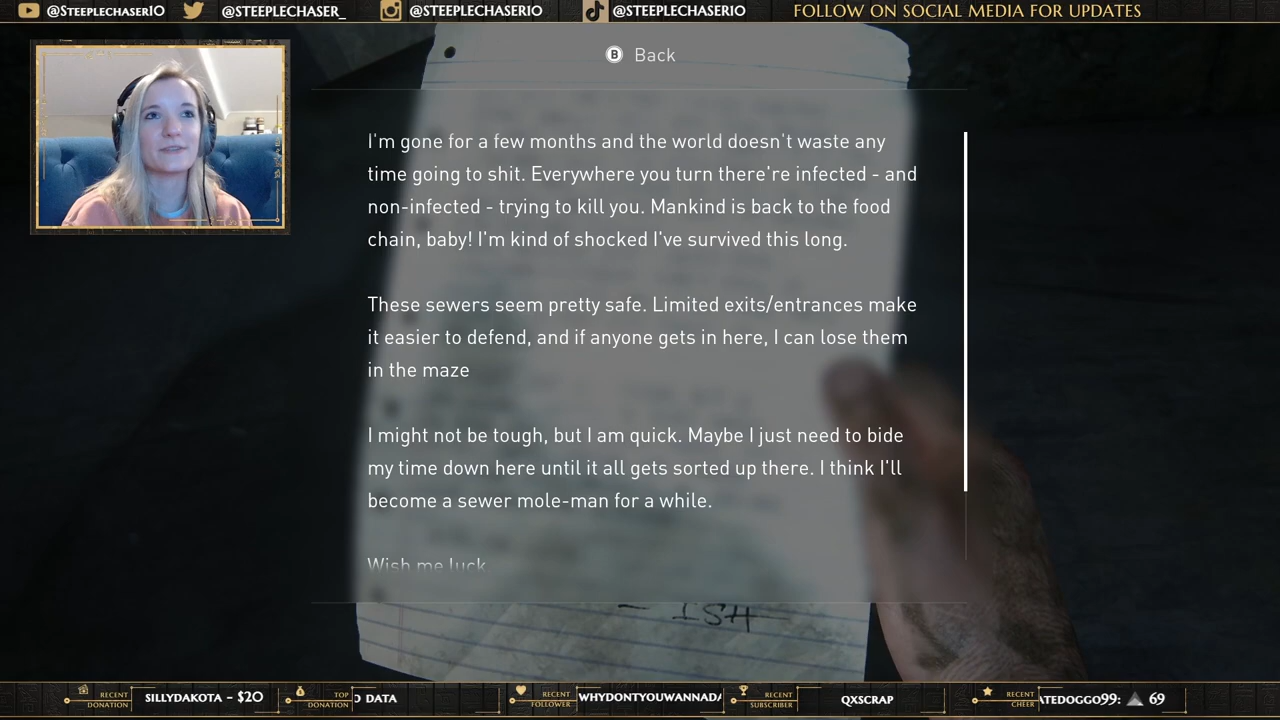 @STEEPLECHASER10 @STEEPLECHASER_ @STEEPLECHASER10 @STEEPLECHASER10 FOLLOW ON SOCIAL MEDIA FOR UPDATES
B Back
I'm gone for a few months and the world doesn't waste any
time going to shit. Everywhere you turn there're infected - and
non-infected - trying to kill you. Mankind is back to the food
chain, baby! I'm kind of shocked I've survived this long.
These sewers seem pretty safe. Limited exits/entrances make
it easier to defend, and if anyone gets in here, I can lose them
in the maze
I might not be tough, but I am quick. Maybe I just need to bide
my time down here until it all gets sorted up there. I think I'll
become a sewer mole-man for a while.
Wish me luck
- ISH
RECENT DONATION SILLYDAKOTA - $20 TOP DONATION O DATA RECENT FOLLOWER WHYDONTYOUWANNADA RECENT SUBSCRIBER QXSCRAP RECENT CHEER ATEDOGGO99: 69